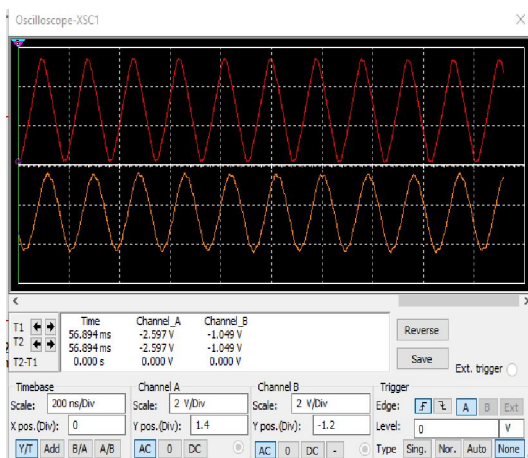 Oscilloscope-XSC1
Time Channel_A Channel_B
T1 56.894 ms -2.597 V -1.049 V
T2 56.894 ms -2.597 V -1.049 V
T2-T1 0.000 s 0.000 V 0.000 V
Reverse
Save
Ext. trigger
Timebase
Scale: 200 ns/Div
X pos.(Div): 0
Y/T Add B/A A/B
Channel A
Scale: 2 V/Div
Y pos.(Div): 1.4
AC 0 DC
Channel B
Scale: 2 V/Div
Y pos.(Div): -1.2
AC 0 DC -
Trigger
Edge: A B Ext
Level: 0 V
Type Sing. Nor. Auto None